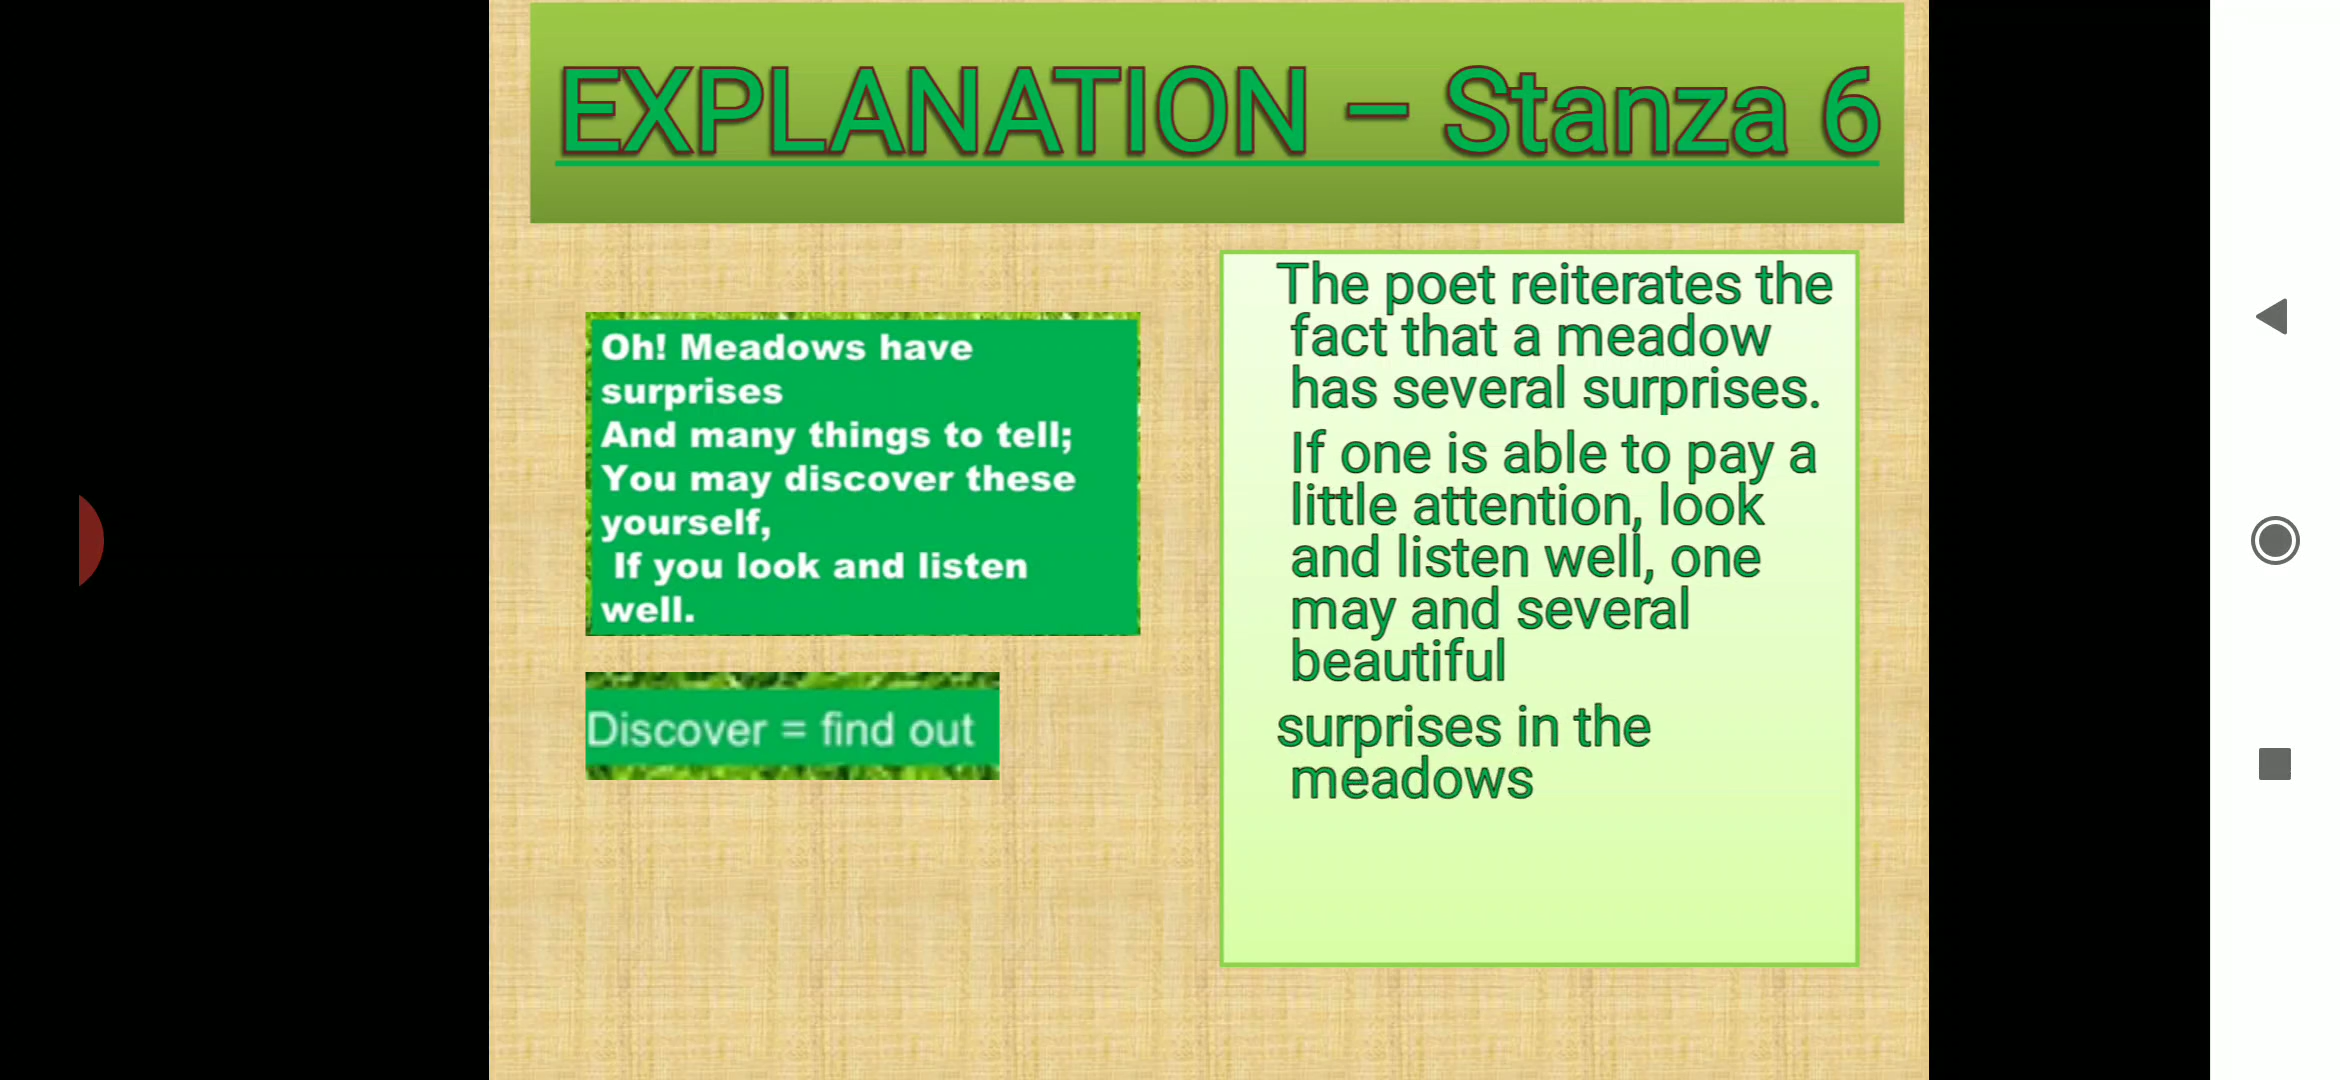 EXPLANATION – Stanza 6
Oh! Meadows have
surprises
And many things to tell;
You may discover these
yourself,
If you look and listen
well.
Discover = find out
The poet reiterates the
fact that a meadow
has several surprises.
If one is able to pay a
little attention, look
and listen well, one
may and several
beautiful
surprises in the
meadows